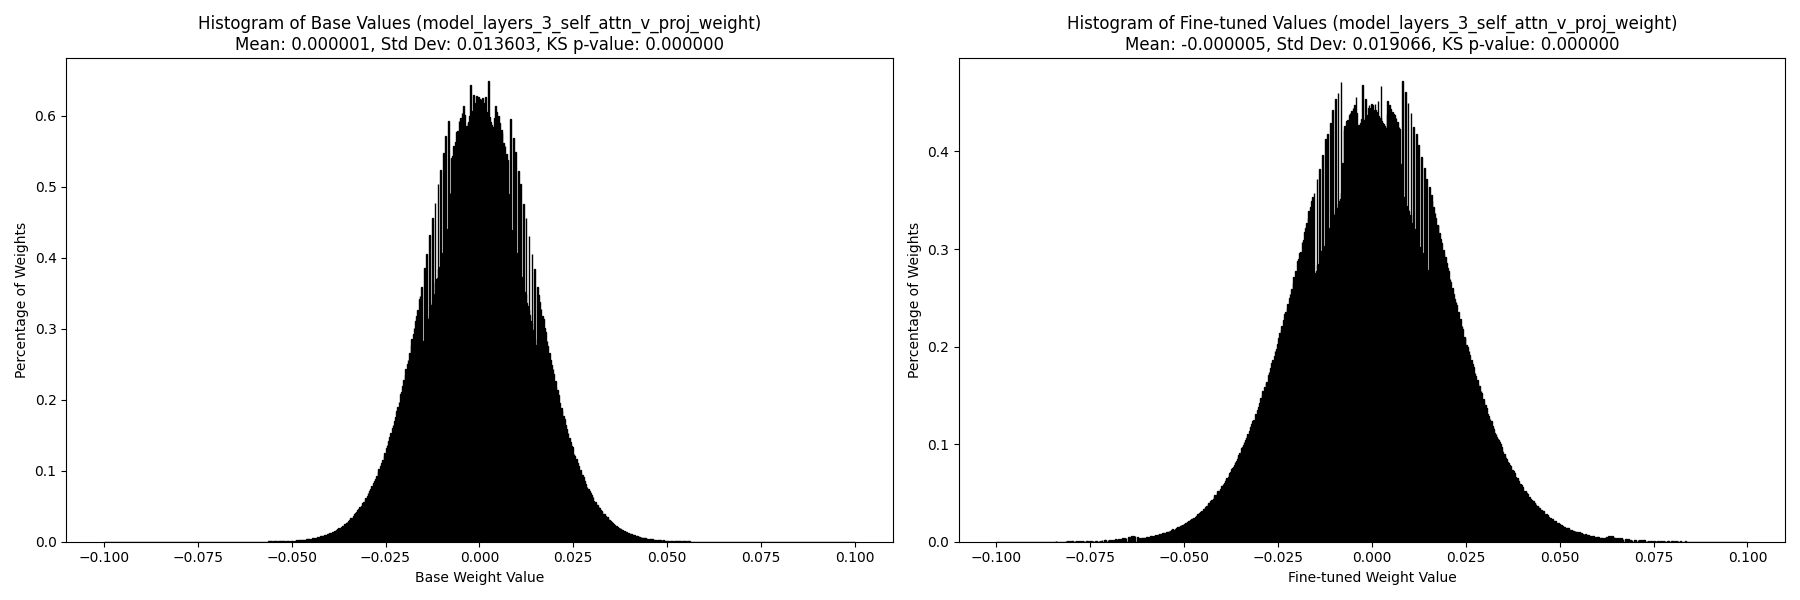 Histogram of Base Values (model_layers_3_self_attn_v_proj_weight)
Mean: 0.000001, Std Dev: 0.013603, KS p-value: 0.000000
Percentage of Weights
0.6
0.5
0.4
0.3
0.2
0.1
0.0
−0.100 −0.075 −0.050 −0.025 0.000 0.025 0.050 0.075 0.100
Base Weight Value
Histogram of Fine-tuned Values (model_layers_3_self_attn_v_proj_weight)
Mean: -0.000005, Std Dev: 0.019066, KS p-value: 0.000000
Percentage of Weights
0.4
0.3
0.2
0.1
0.0
−0.100 −0.075 −0.050 −0.025 0.000 0.025 0.050 0.075 0.100
Fine-tuned Weight Value